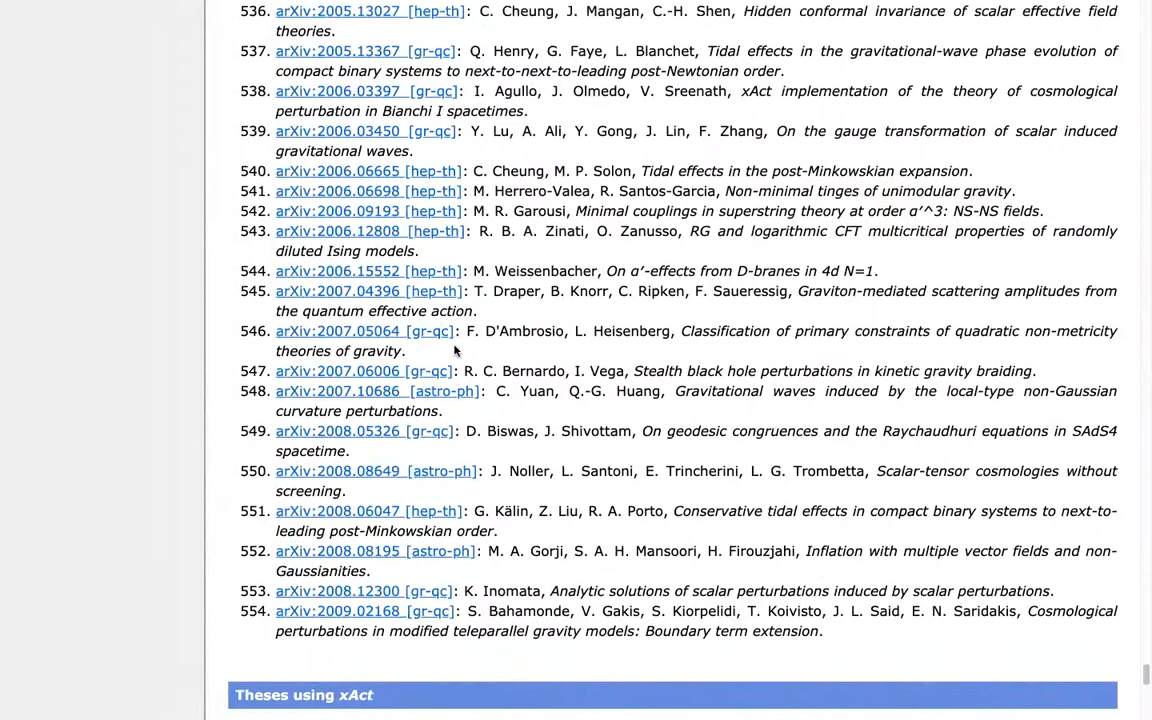 536. arXiv:2005.13027 [hep-th]: C. Cheung, J. Mangan, C.-H. Shen, Hidden conformal invariance of scalar effective field
theories.
537. arXiv:2005.13367 [gr-qc]: Q. Henry, G. Faye, L. Blanchet, Tidal effects in the gravitational-wave phase evolution of
compact binary systems to next-to-next-to-leading post-Newtonian order.
538. arXiv:2006.03397 [gr-qc]: I. Agullo, J. Olmedo, V. Sreenath, xAct implementation of the theory of cosmological
perturbation in Bianchi I spacetimes.
539. arXiv:2006.03450 [gr-qc]: Y. Lu, A. Ali, Y. Gong, J. Lin, F. Zhang, On the gauge transformation of scalar induced
gravitational waves.
540. arXiv:2006.06665 [hep-th]: C. Cheung, M. P. Solon, Tidal effects in the post-Minkowskian expansion.
541. arXiv:2006.06698 [hep-th]: M. Herrero-Valea, R. Santos-Garcia, Non-minimal tinges of unimodular gravity.
542. arXiv:2006.09193 [hep-th]: M. R. Garousi, Minimal couplings in superstring theory at order α′^3: NS-NS fields.
543. arXiv:2006.12808 [hep-th]: R. B. A. Zinati, O. Zanusso, RG and logarithmic CFT multicritical properties of randomly
diluted Ising models.
544. arXiv:2006.15552 [hep-th]: M. Weissenbacher, On α′-effects from D-branes in 4d N=1.
545. arXiv:2007.04396 [hep-th]: T. Draper, B. Knorr, C. Ripken, F. Saueressig, Graviton-mediated scattering amplitudes from
the quantum effective action.
546. arXiv:2007.05064 [gr-qc]: F. D'Ambrosio, L. Heisenberg, Classification of primary constraints of quadratic non-metricity
theories of gravity.
547. arXiv:2007.06006 [gr-qc]: R. C. Bernardo, I. Vega, Stealth black hole perturbations in kinetic gravity braiding.
548. arXiv:2007.10686 [astro-ph]: C. Yuan, Q.-G. Huang, Gravitational waves induced by the local-type non-Gaussian
curvature perturbations.
549. arXiv:2008.05326 [gr-qc]: D. Biswas, J. Shivottam, On geodesic congruences and the Raychaudhuri equations in SAdS4
spacetime.
550. arXiv:2008.08649 [astro-ph]: J. Noller, L. Santoni, E. Trincherini, L. G. Trombetta, Scalar-tensor cosmologies without
screening.
551. arXiv:2008.06047 [hep-th]: G. Kälin, Z. Liu, R. A. Porto, Conservative tidal effects in compact binary systems to next-to-
leading post-Minkowskian order.
552. arXiv:2008.08195 [astro-ph]: M. A. Gorji, S. A. H. Mansoori, H. Firouzjahi, Inflation with multiple vector fields and non-
Gaussianities.
553. arXiv:2008.12300 [gr-qc]: K. Inomata, Analytic solutions of scalar perturbations induced by scalar perturbations.
554. arXiv:2009.02168 [gr-qc]: S. Bahamonde, V. Gakis, S. Kiorpelidi, T. Koivisto, J. L. Said, E. N. Saridakis, Cosmological
perturbations in modified teleparallel gravity models: Boundary term extension.
Theses using xAct